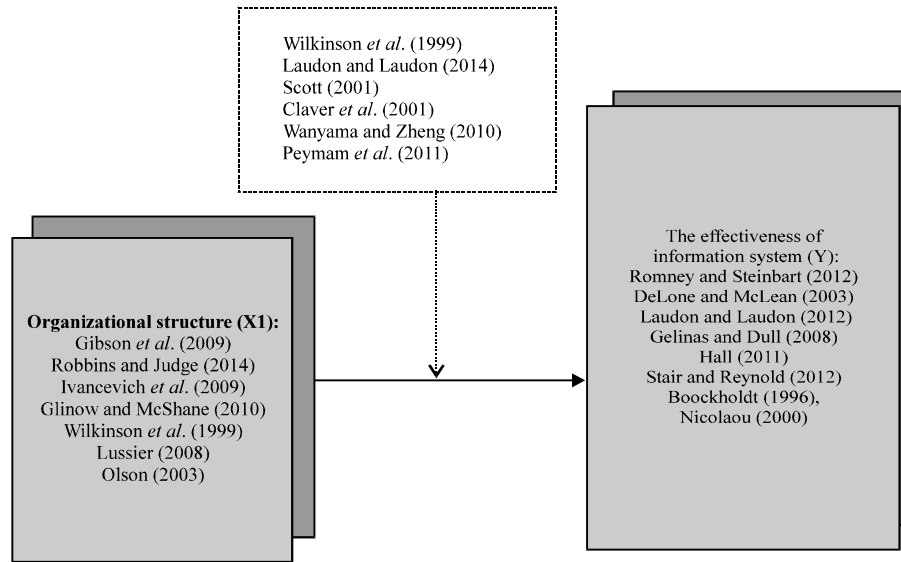 Wilkinson et al. (1999)
Laudon and Laudon (2014)
Scott (2001)
Claver et al. (2001)
Wanyama and Zheng (2010)
Peymam et al. (2011)
Organizational structure (X1):
Gibson et al. (2009)
Robbins and Judge (2014)
Ivancevich et al. (2009)
Glinow and McShane (2010)
Wilkinson et al. (1999)
Lussier (2008)
Olson (2003)
The effectiveness of
information system (Y):
Romney and Steinbart (2012)
DeLone and McLean (2003)
Laudon and Laudon (2012)
Gelinas and Dull (2008)
Hall (2011)
Stair and Reynold (2012)
Boockholdt (1996),
Nicolaou (2000)